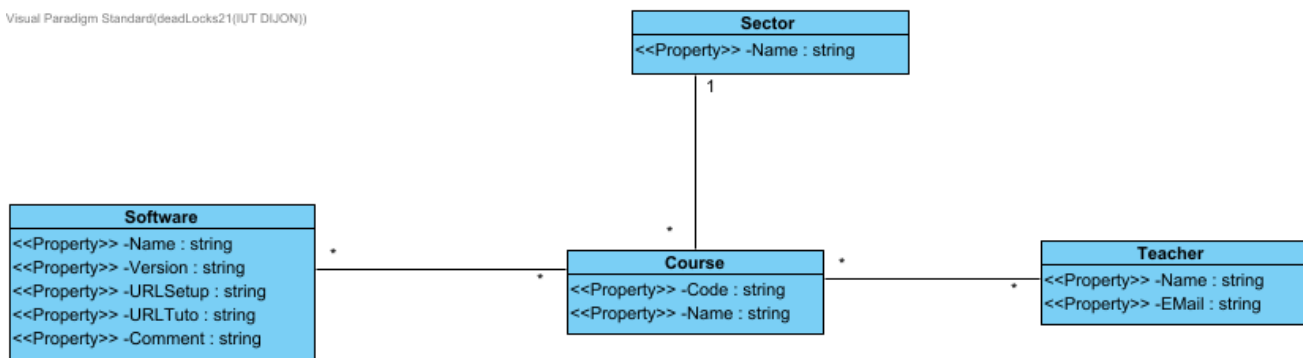 Visual Paradigm Standard(deadLocks21(IUT DIJON))
Sector
<<Property>> -Name : string
1
*
Software
<<Property>> -Name : string
<<Property>> -Version : string
<<Property>> -URLSetup : string
<<Property>> -URLTuto : string
<<Property>> -Comment : string
*
*
Course
<<Property>> -Code : string
<<Property>> -Name : string
*
*
Teacher
<<Property>> -Name : string
<<Property>> -EMail : string